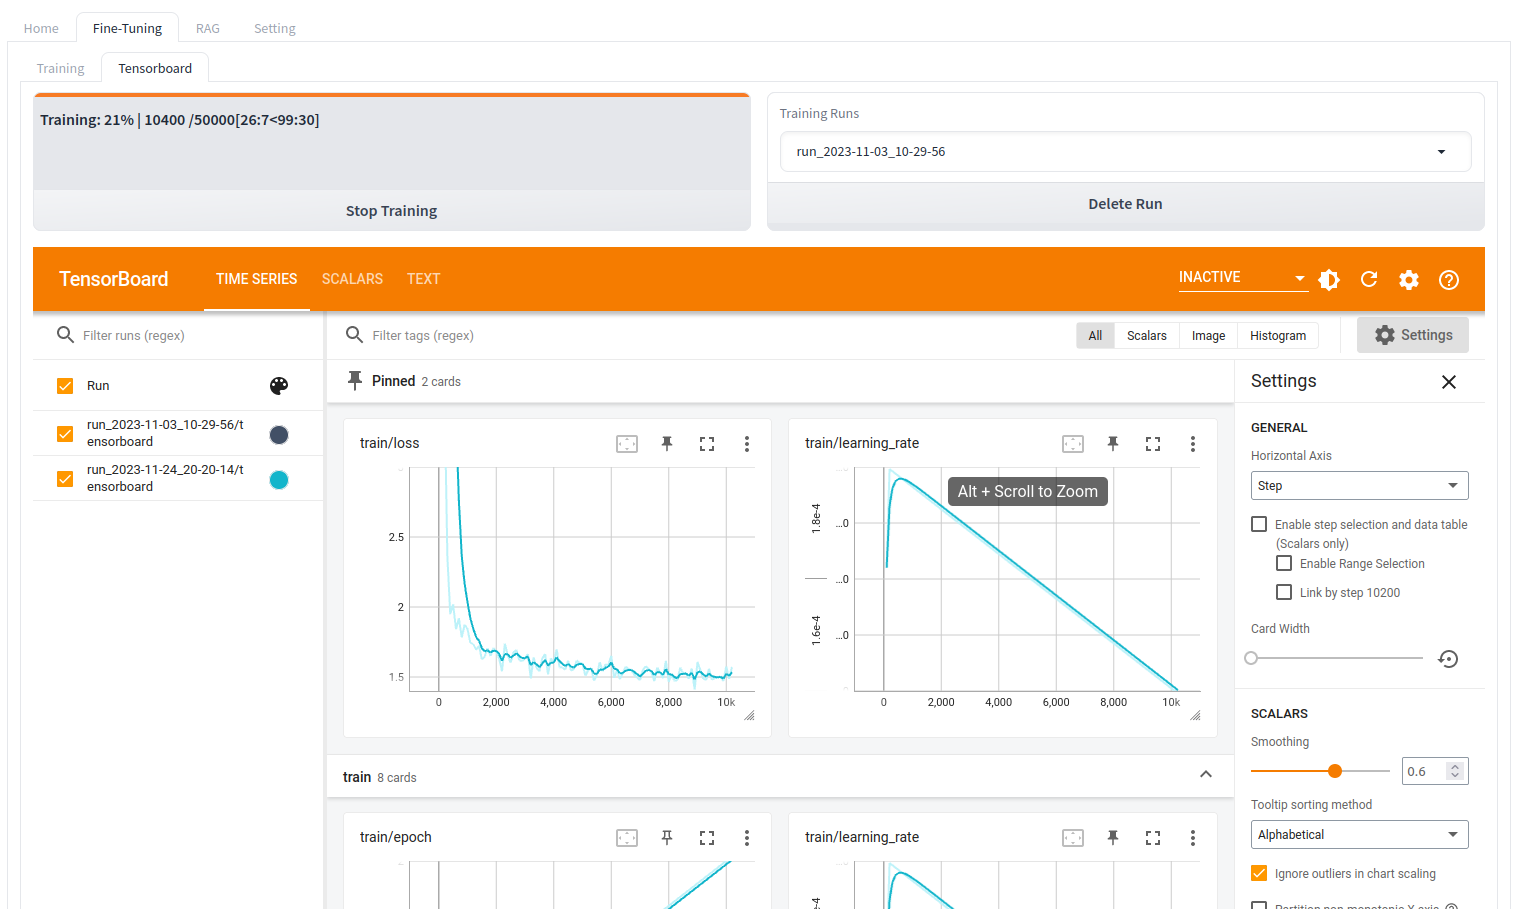 Home Fine-Tuning RAG Setting
Training Tensorboard
Training: 21% | 10400 /50000[26:7<99:30]
Stop Training
Training Runs
run_2023-11-03_10-29-56
Delete Run
TensorBoard TIME SERIES SCALARS TEXT INACTIVE
Filter runs (regex)
Filter tags (regex)
All Scalars Image Histogram Settings
Run
run_2023-11-03_10-29-56/t
ensorboard
run_2023-11-24_20-20-14/t
ensorboard
Pinned 2 cards
train/loss
2.5
2
1.5
0 2,000 4,000 6,000 8,000 10k
train/learning_rate
Alt + Scroll to Zoom
1.8e-4
1.6e-4
...0
...0
...0
0 2,000 4,000 6,000 8,000 10k
train 8 cards
train/epoch
train/learning_rate
Settings
GENERAL
Horizontal Axis
Step
Enable step selection and data table
(Scalars only)
Enable Range Selection
Link by step 10200
Card Width
SCALARS
Smoothing
0.6
Tooltip sorting method
Alphabetical
Ignore outliers in chart scaling